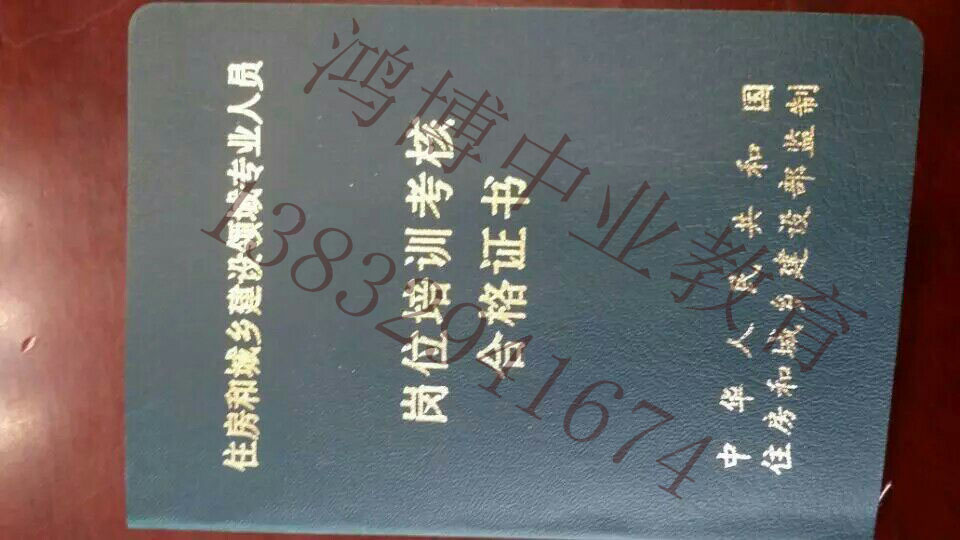 住房和城乡建设领域专业人员
岗位培训考核
合格证书
中华人民共和国
住房和城乡建设部监制
鸿博中业教育
13832941674